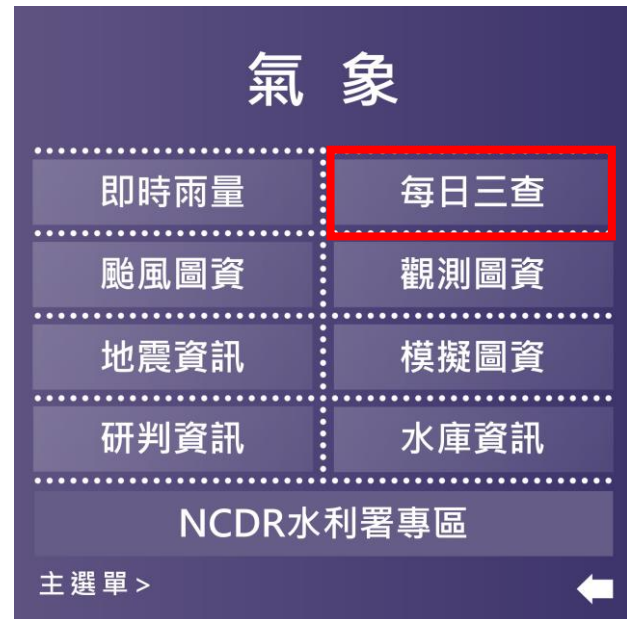 氣 象
即時雨量 每日三查
颱風圖資 觀測圖資
地震資訊 模擬圖資
研判資訊 水庫資訊
NCDR水利署專區
主選單>